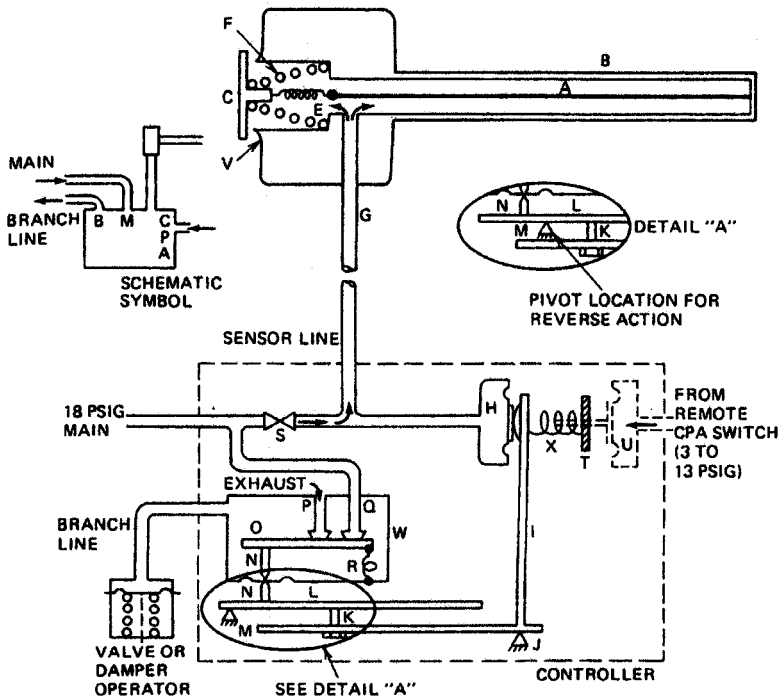 F
B
A
C
E
V
MAIN
BRANCH
LINE
B M C
P
A
SCHEMATIC
SYMBOL
G
N L
M K
DETAIL "A"
PIVOT LOCATION FOR
REVERSE ACTION
SENSOR LINE
18 PSIG
MAIN
S
H
X
T
U
FROM
REMOTE
CPA SWITCH
(3 TO
13 PSIG)
EXHAUST
P
Q
W
BRANCH
LINE
O
N
R
I
N
L
K
M
J
VALVE OR
DAMPER
OPERATOR
SEE DETAIL "A"
CONTROLLER